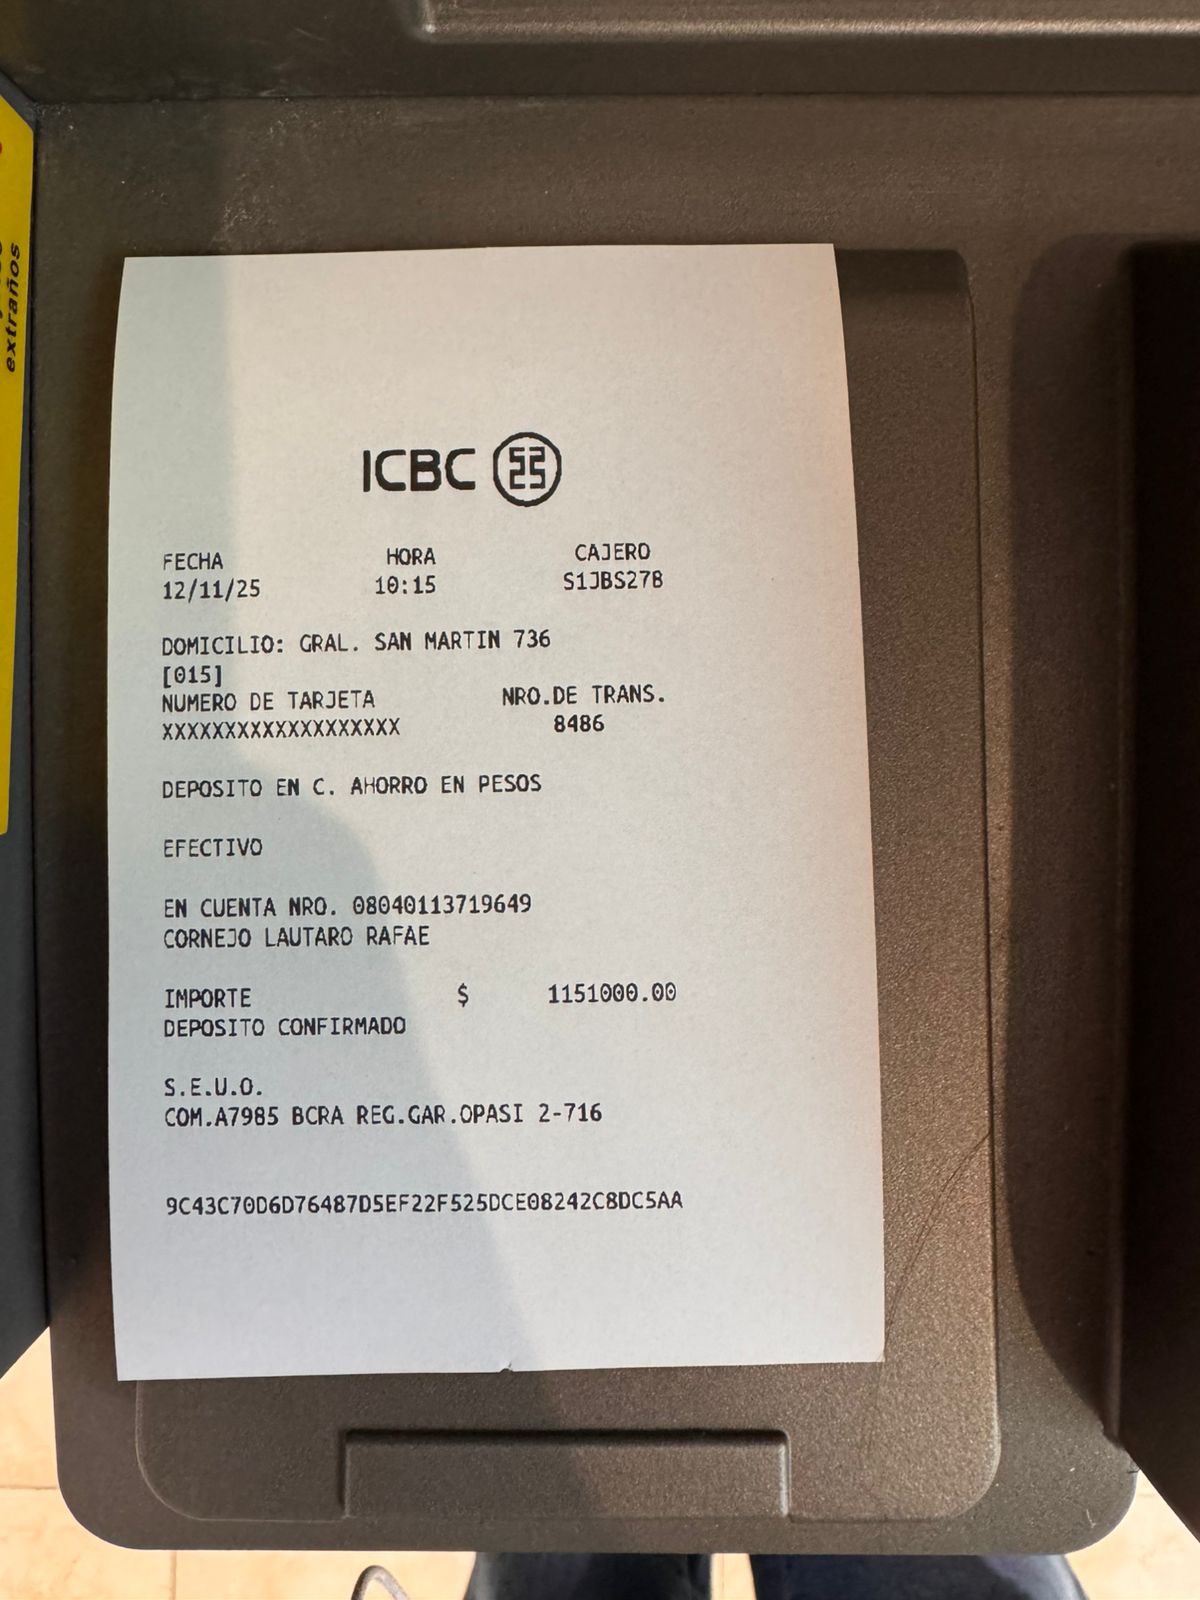 extraños
ICBC
FECHA HORA CAJERO
12/11/25 10:15 S1JBS27B
DOMICILIO: GRAL. SAN MARTIN 736
[015]
NUMERO DE TARJETA NRO.DE TRANS.
XXXXXXXXXXXXXXXXXXX 8486
DEPOSITO EN C. AHORRO EN PESOS
EFECTIVO
EN CUENTA NRO. 08040113719649
CORNEJO LAUTARO RAFAE
IMPORTE $ 1151000.00
DEPOSITO CONFIRMADO
S.E.U.O.
COM.A7985 BCRA REG.GAR.OPASI 2-716
9C43C70D6D76487D5EF22F525DCE08242C8DC5AA